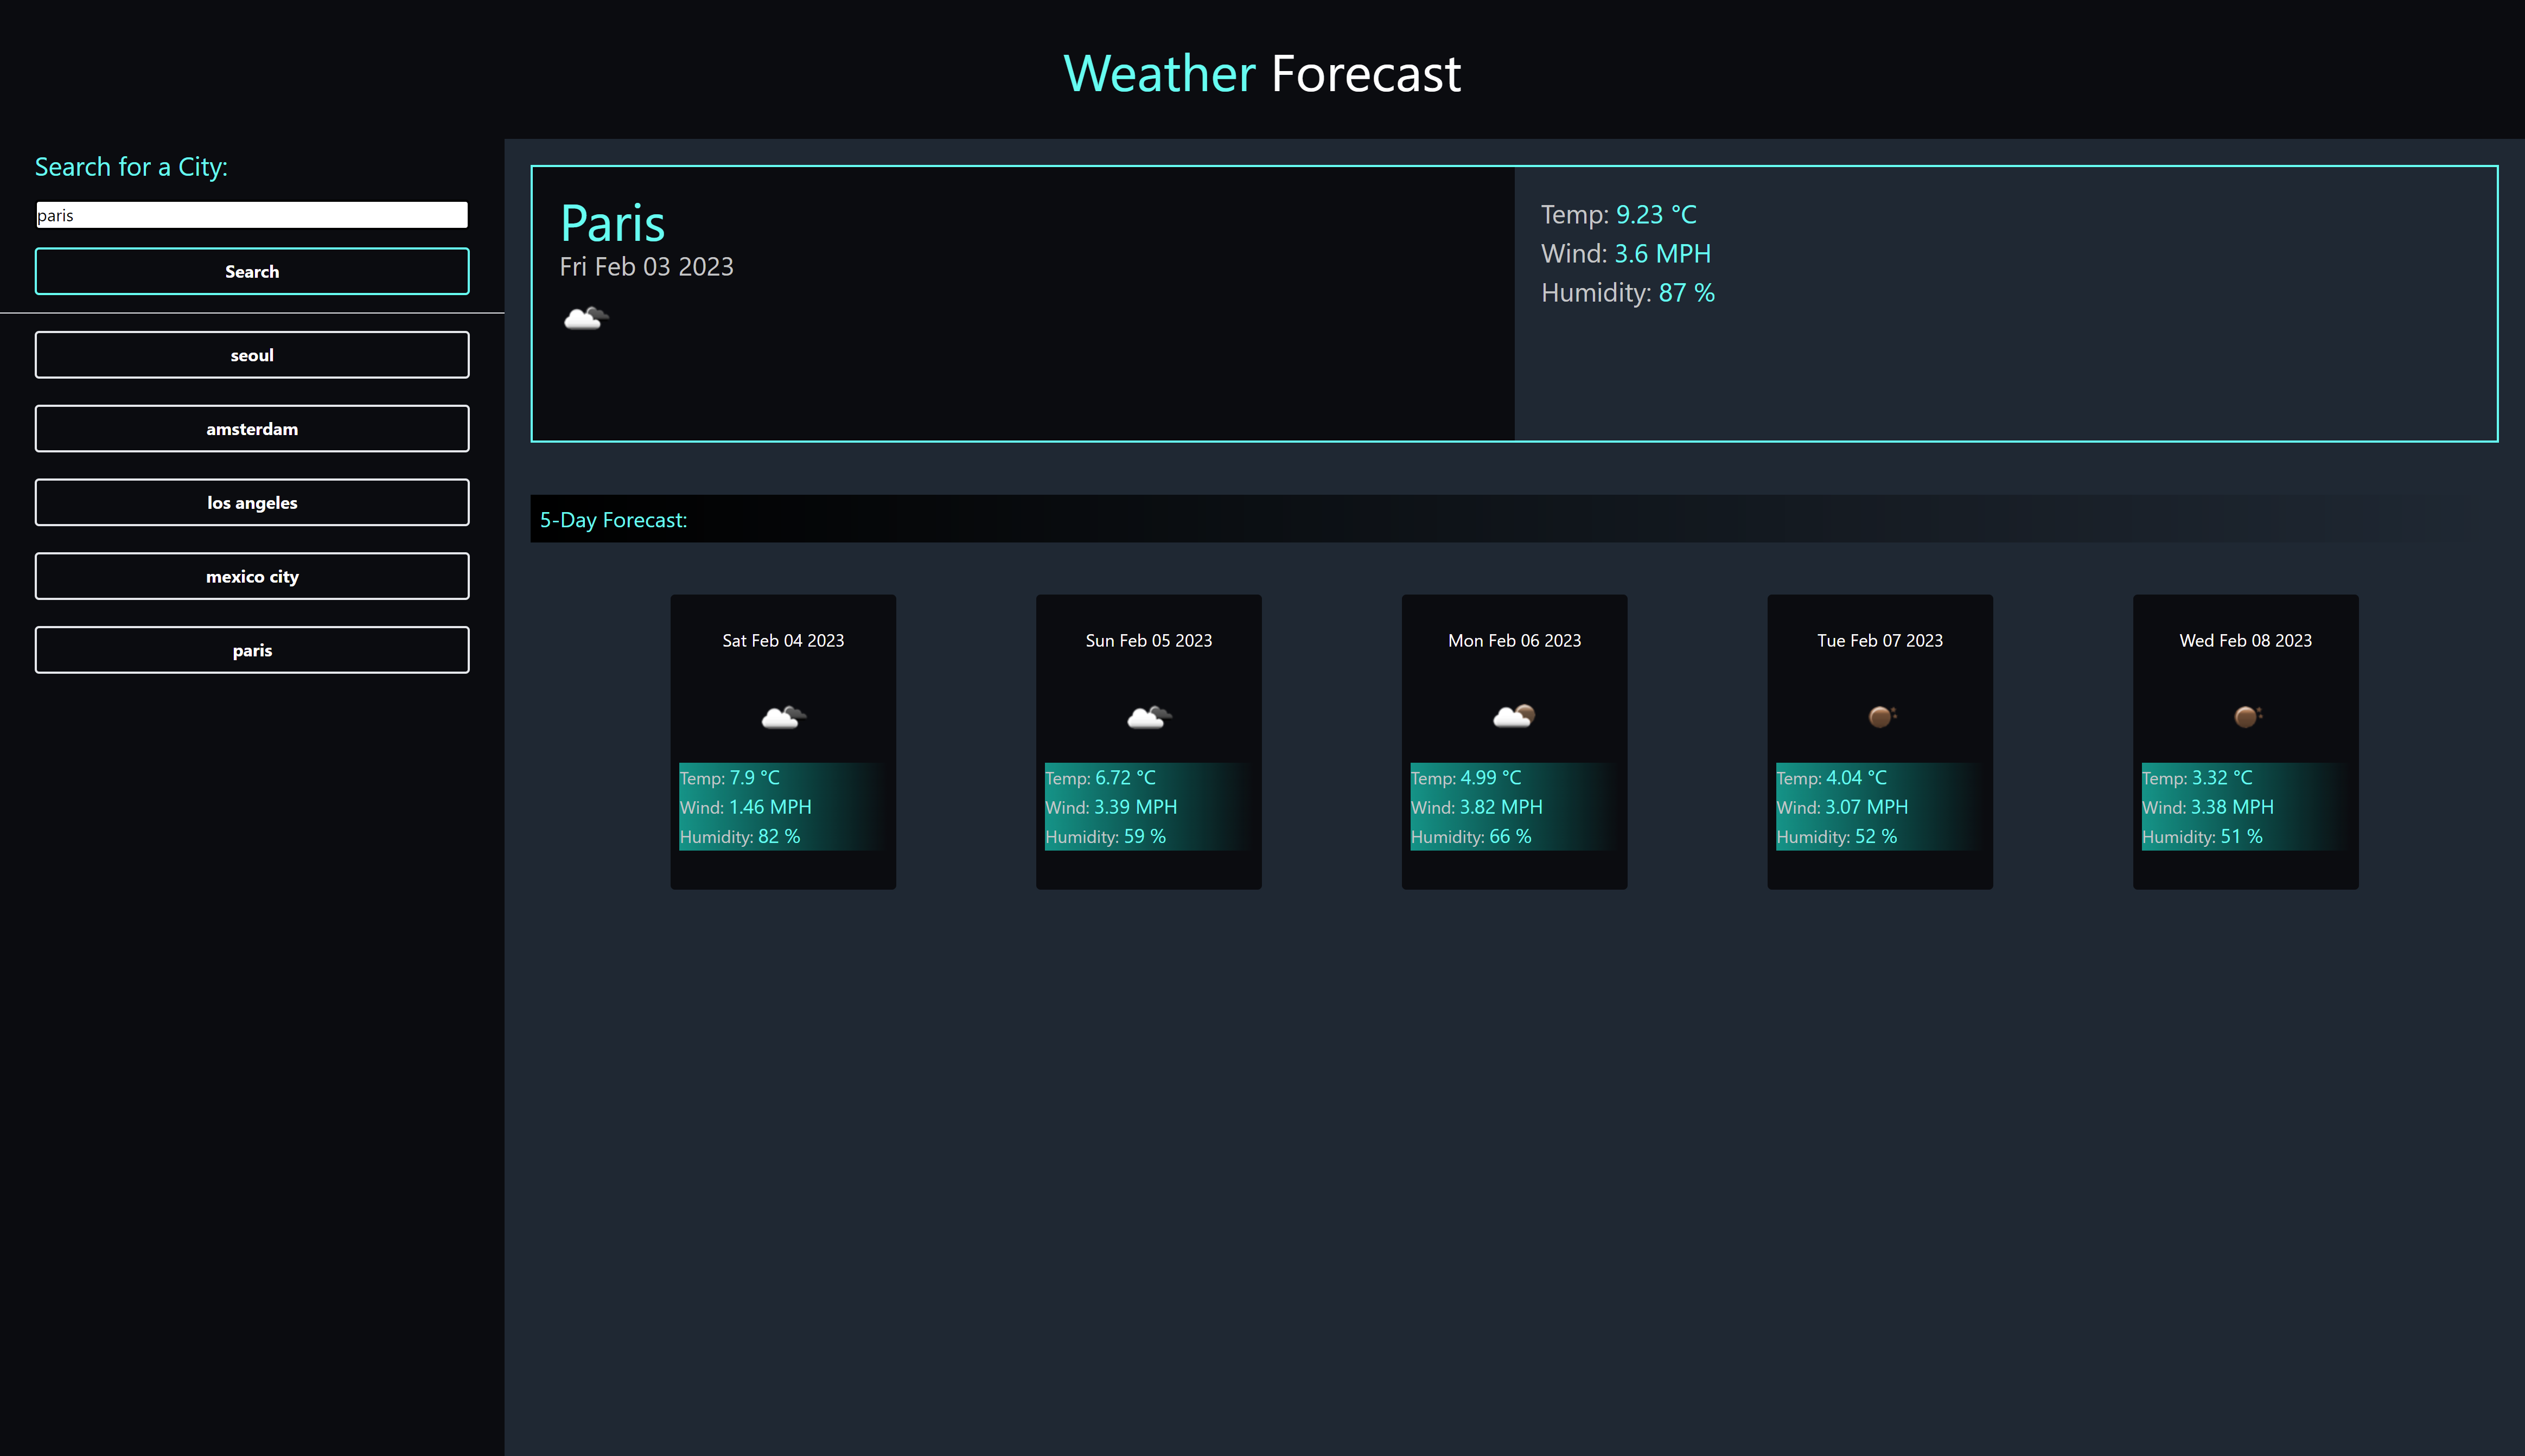 Weather Forecast
Search for a City:
paris
Search
seoul
amsterdam
los angeles
mexico city
paris
Paris
Fri Feb 03 2023
Temp: 9.23 °C
Wind: 3.6 MPH
Humidity: 87 %
5-Day Forecast:
Sat Feb 04 2023
Temp: 7.9 °C
Wind: 1.46 MPH
Humidity: 82 %
Sun Feb 05 2023
Temp: 6.72 °C
Wind: 3.39 MPH
Humidity: 59 %
Mon Feb 06 2023
Temp: 4.99 °C
Wind: 3.82 MPH
Humidity: 66 %
Tue Feb 07 2023
Temp: 4.04 °C
Wind: 3.07 MPH
Humidity: 52 %
Wed Feb 08 2023
Temp: 3.32 °C
Wind: 3.38 MPH
Humidity: 51 %